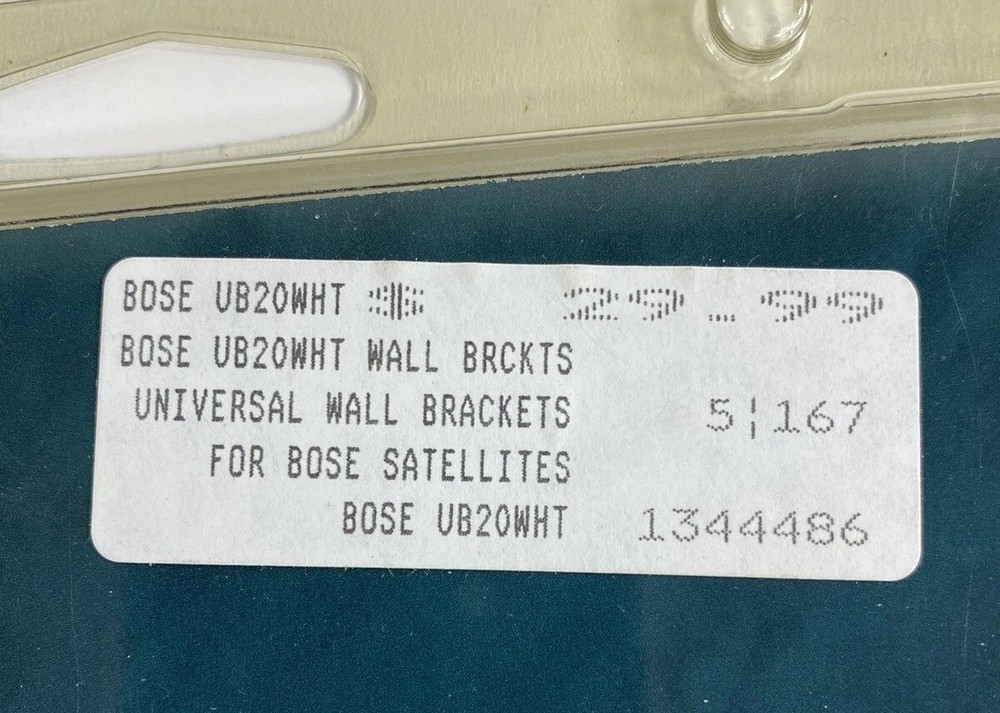 BOSE UB20WHT $ 29.99
BOSE UB20WHT WALL BRCKTS
UNIVERSAL WALL BRACKETS 5¦167
FOR BOSE SATELLITES
BOSE UB20WHT 1344486